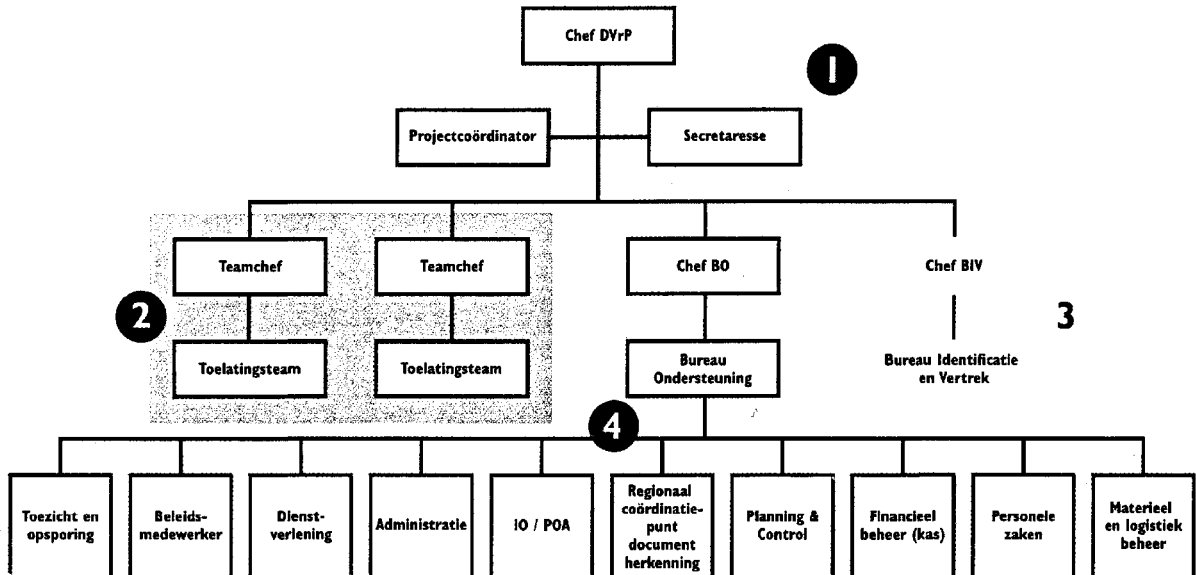 Chef DVrP
1
Projectcoördinator
Secretaresse
Teamchef
Teamchef
Chef BO
Chef BIV
2
3
Toelatingsteam
Toelatingsteam
Bureau
Ondersteuning
Bureau Identificatie
en Vertrek
4
Toezicht en
opsporing
Beleids-
medewerker
Dienst-
verlening
Administratie
IO / POA
Regionaal
coördinatie-
punt
document
herkenning
Planning &
Control
Financieel
beheer (kas)
Personele
zaken
Materieel
en logistiek
beheer